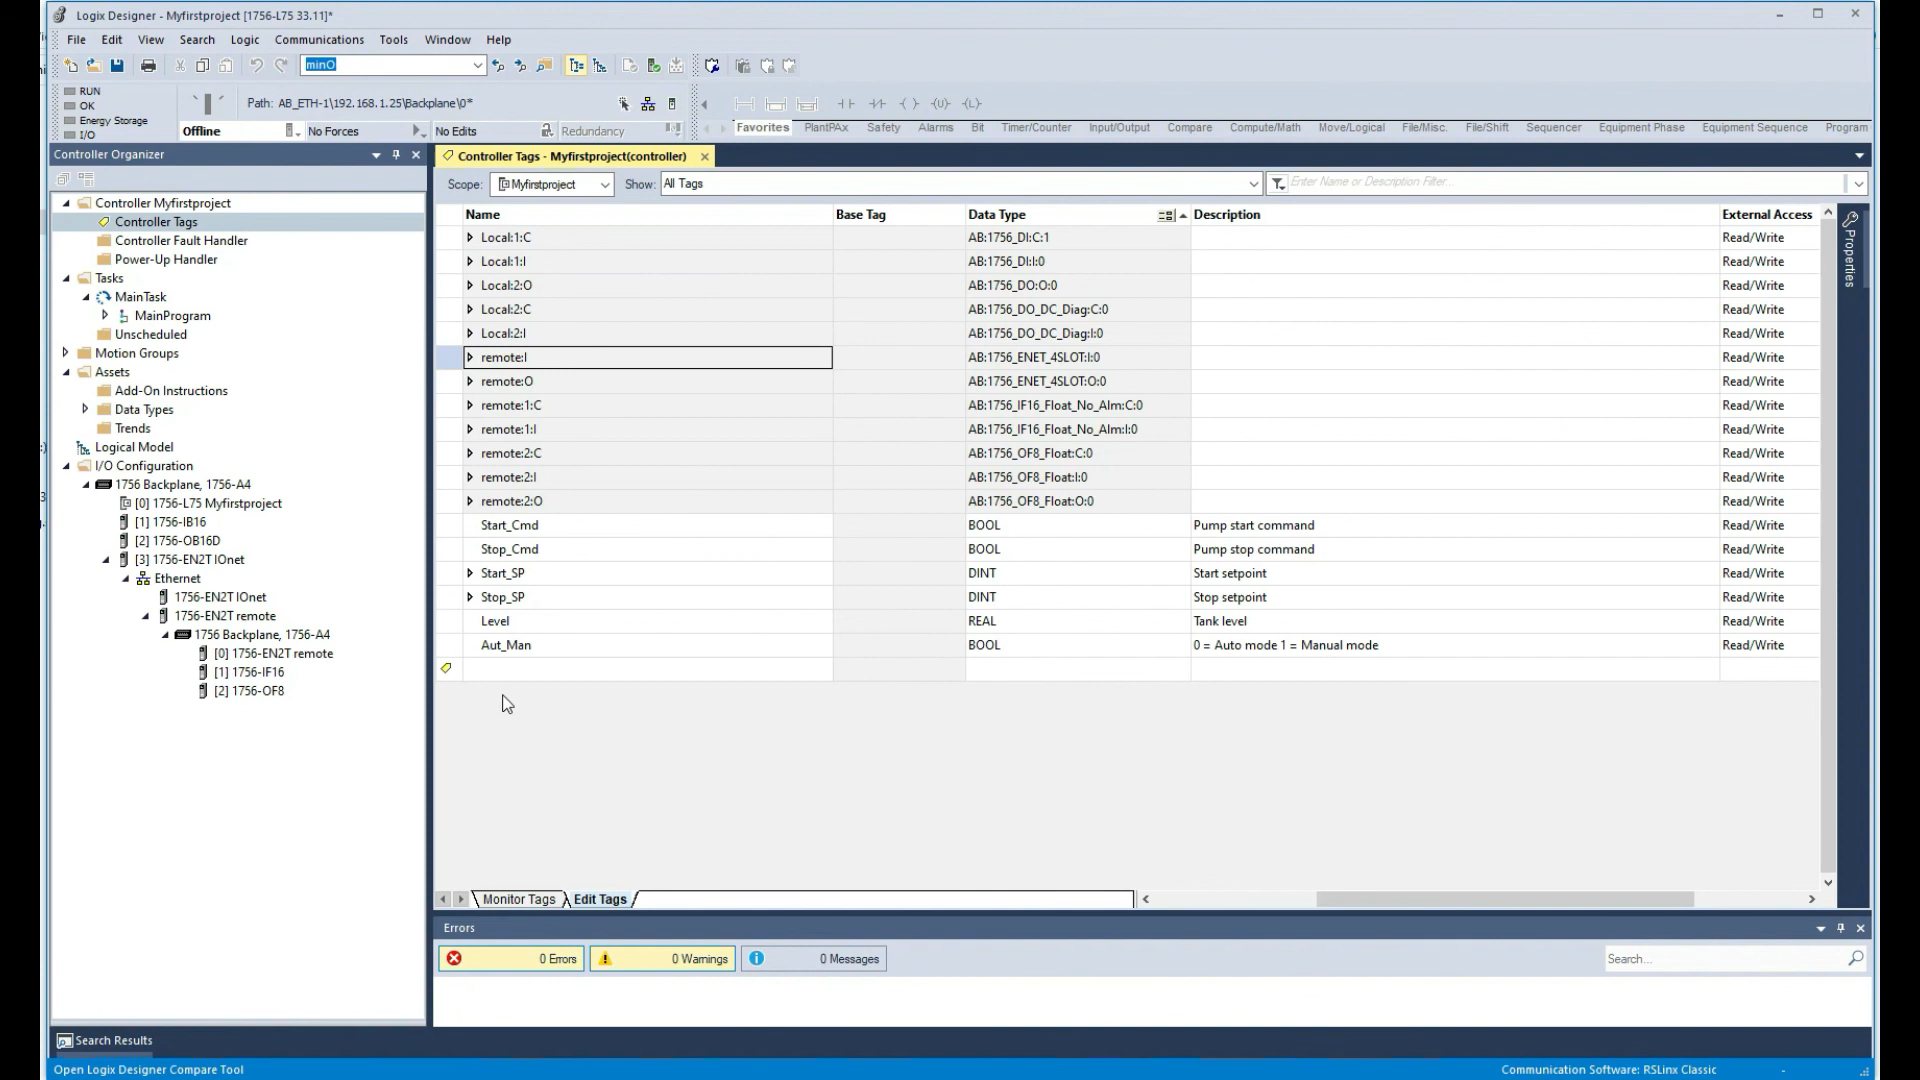 Logix Designer - Myfirstproject [1756-L75 33.11]*
File Edit View Search Logic Communications Tools Window Help
minO
RUN
OK
Energy Storage
I/O
Path: AB_ETH-1\192.168.1.25\Backplane\0*
Offline No Forces No Edits Redundancy
Favorites PlantPAx Safety Alarms Bit Timer/Counter Input/Output Compare Compute/Math Move/Logical File/Misc. File/Shift Sequencer Equipment Phase Equipment Sequence Program
Controller Organizer
Controller Myfirstproject
Controller Tags
Controller Fault Handler
Power-Up Handler
Tasks
MainTask
MainProgram
Unscheduled
Motion Groups
Assets
Add-On Instructions
Data Types
Trends
Logical Model
I/O Configuration
1756 Backplane, 1756-A4
[0] 1756-L75 Myfirstproject
[1] 1756-IB16
[2] 1756-OB16D
[3] 1756-EN2T IOnet
Ethernet
1756-EN2T IOnet
1756-EN2T remote
1756 Backplane, 1756-A4
[0] 1756-EN2T remote
[1] 1756-IF16
[2] 1756-OF8
Controller Tags - Myfirstproject(controller)
Scope: Myfirstproject Show: All Tags Enter Name or Description Filter...
Name Base Tag Data Type Description External Access
Local:1:C AB:1756_DI:C:1 Read/Write
Local:1:I AB:1756_DI:I:0 Read/Write
Local:2:O AB:1756_DO:O:0 Read/Write
Local:2:C AB:1756_DO_DC_Diag:C:0 Read/Write
Local:2:I AB:1756_DO_DC_Diag:I:0 Read/Write
remote:I AB:1756_ENET_4SLOT:I:0 Read/Write
remote:O AB:1756_ENET_4SLOT:O:0 Read/Write
remote:1:C AB:1756_IF16_Float_No_Alm:C:0 Read/Write
remote:1:I AB:1756_IF16_Float_No_Alm:I:0 Read/Write
remote:2:C AB:1756_OF8_Float:C:0 Read/Write
remote:2:I AB:1756_OF8_Float:I:0 Read/Write
remote:2:O AB:1756_OF8_Float:O:0 Read/Write
Start_Cmd BOOL Pump start command Read/Write
Stop_Cmd BOOL Pump stop command Read/Write
Start_SP DINT Start setpoint Read/Write
Stop_SP DINT Stop setpoint Read/Write
Level REAL Tank level Read/Write
Aut_Man BOOL 0 = Auto mode 1 = Manual mode Read/Write
Properties
Monitor Tags Edit Tags
Errors
0 Errors 0 Warnings 0 Messages Search...
Search Results
Open Logix Designer Compare Tool Communication Software: RSLinx Classic -